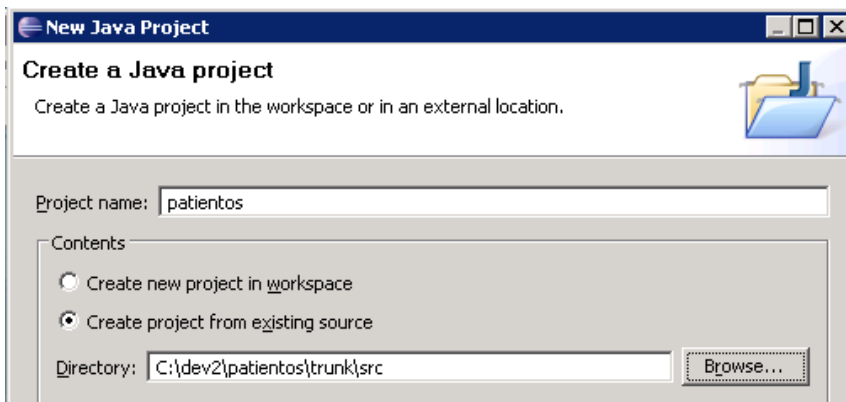 New Java Project
Create a Java project
Create a Java project in the workspace or in an external location.
Project name: patientos
Contents
Create new project in workspace
Create project from existing source
Directory: C:\dev2\patientos\trunk\src Browse...